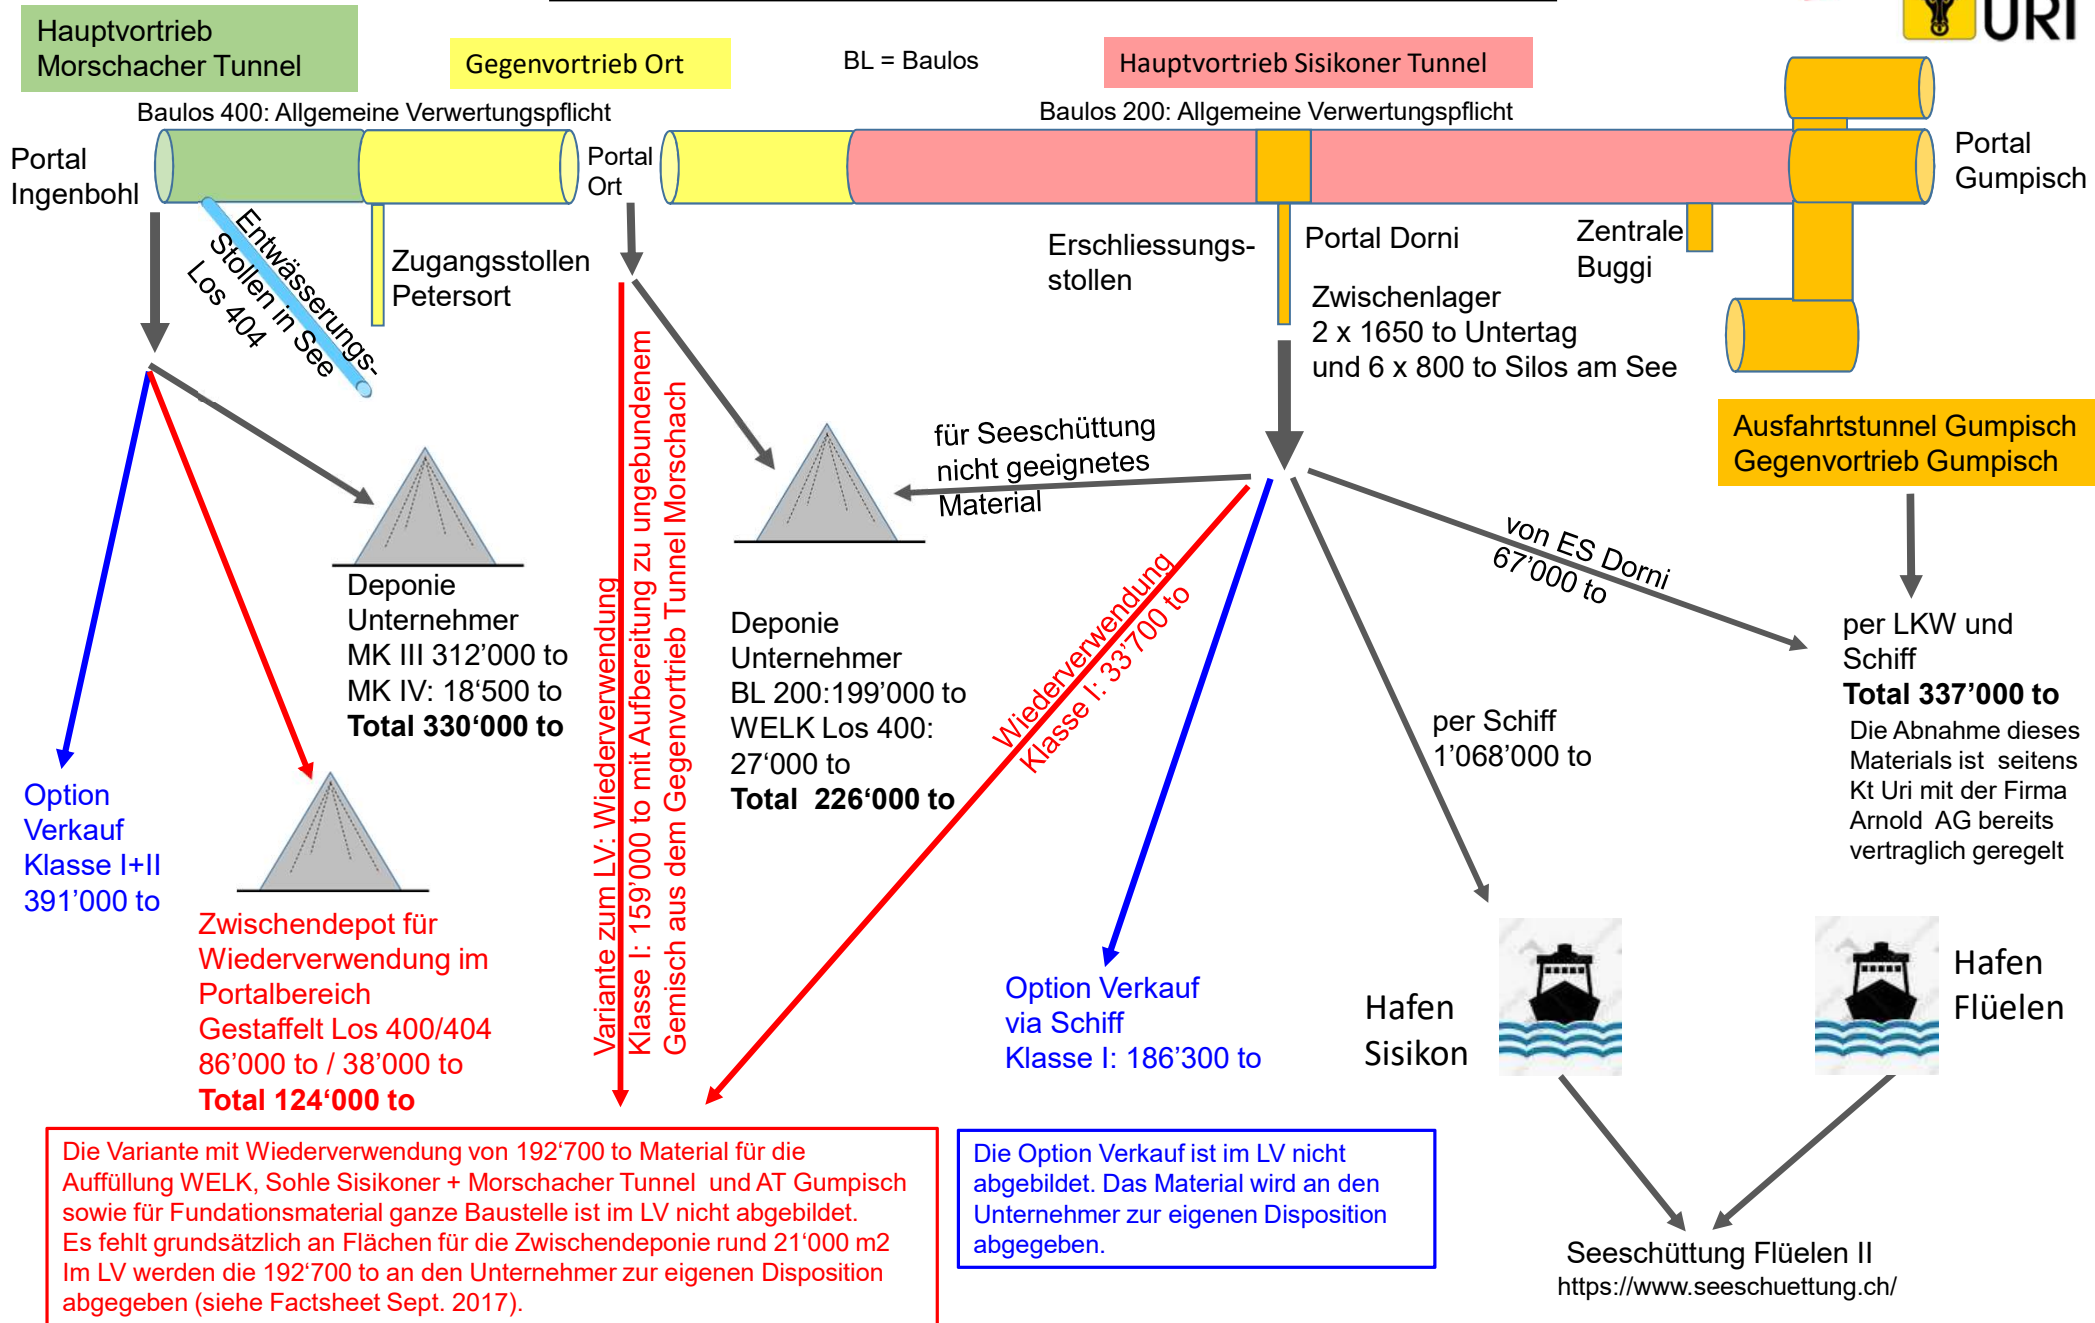 URI
Hauptvortrieb
Morschacher Tunnel
Gegenvortrieb Ort
BL = Baulos
Hauptvortrieb Sisikoner Tunnel
Baulos 400: Allgemeine Verwertungspflicht
Baulos 200: Allgemeine Verwertungspflicht
Portal
Ingenbohl
Portal
Ort
Portal
Gumpisch
Entwässerungs-
Stollen in See
Los 404
Zugangsstollen
Petersort
Erschliessungs-
stollen
Portal Dorni
Zwischenlager
2 x 1650 to Untertag
und 6 x 800 to Silos am See
Zentrale
Buggi
Ausfahrtstunnel Gumpisch
Gegenvortrieb Gumpisch
für Seeschüttung
nicht geeignetes
Material
von ES Dorni
67’000 to
Deponie
Unternehmer
MK III 312’000 to
MK IV: 18‘500 to
Total 330‘000 to
Variante zum LV: Wiederverwendung
Klasse I: 159’000 to mit Aufbereitung zu ungebundenem
Gemisch aus dem Gegenvortrieb Tunnel Morschach
Deponie
Unternehmer
BL 200:199’000 to
WELK Los 400:
27’000 to
Total 226‘000 to
Wiederverwendung
Klasse I: 33’700 to
per Schiff
1’068’000 to
per LKW und
Schiff
Total 337’000 to
Die Abnahme dieses
Materials ist seitens
Kt Uri mit der Firma
Arnold AG bereits
vertraglich geregelt
Option
Verkauf
Klasse I+II
391’000 to
Zwischendepot für
Wiederverwendung im
Portalbereich
Gestaffelt Los 400/404
86’000 to / 38’000 to
Total 124‘000 to
Option Verkauf
via Schiff
Klasse I: 186’300 to
Hafen
Sisikon
Hafen
Flüelen
Die Variante mit Wiederverwendung von 192‘700 to Material für die
Auffüllung WELK, Sohle Sisikoner + Morschacher Tunnel und AT Gumpisch
sowie für Fundationsmaterial ganze Baustelle ist im LV nicht abgebildet.
Es fehlt grundsätzlich an Flächen für die Zwischendeponie rund 21‘000 m2
Im LV werden die 192‘700 to an den Unternehmer zur eigenen Disposition
abgegeben (siehe Factsheet Sept. 2017).
Die Option Verkauf ist im LV nicht
abgebildet. Das Material wird an den
Unternehmer zur eigenen Disposition
abgegeben.
Seeschüttung Flüelen II
https://www.seeschuettung.ch/